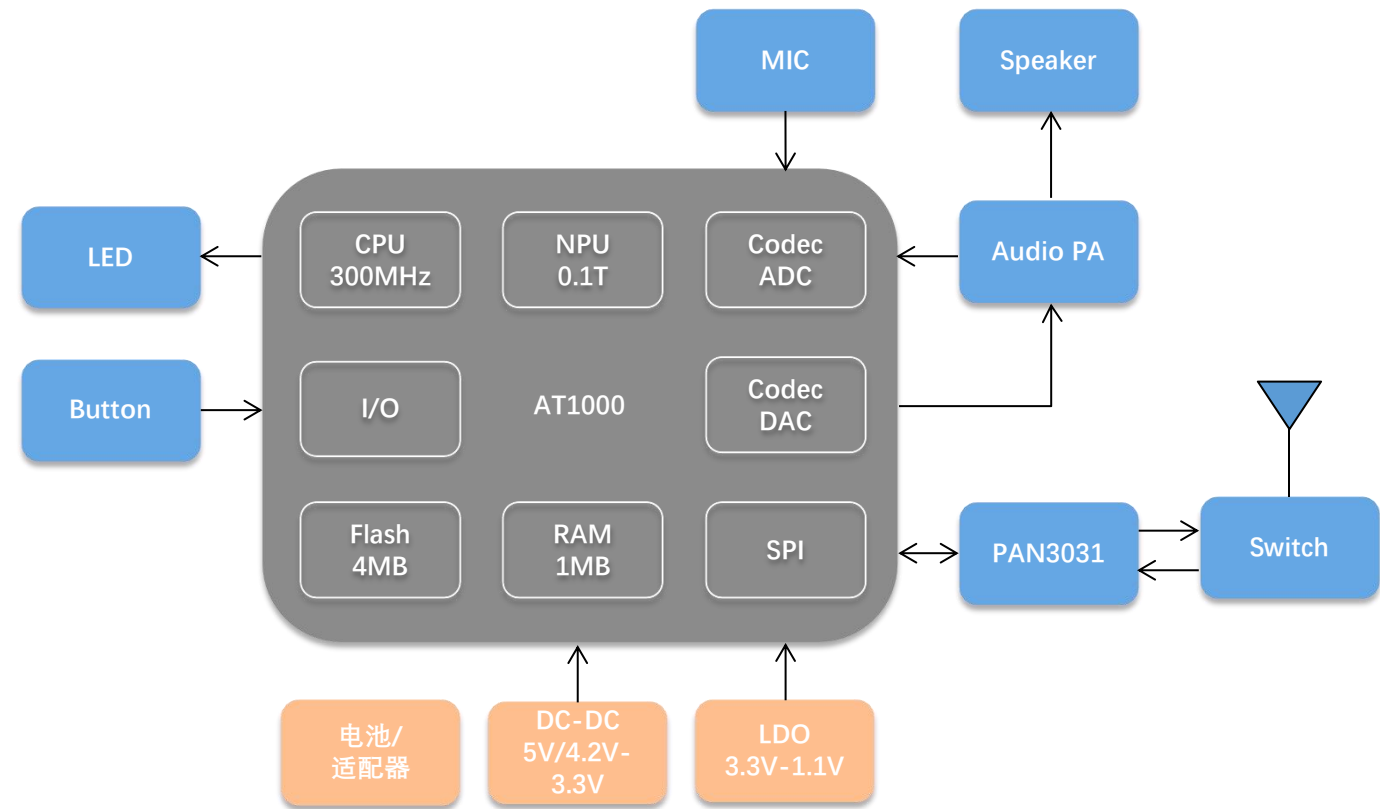 MIC
Speaker
LED
CPU
300MHz
NPU
0.1T
Codec
ADC
Audio PA
Button
I/O
AT1000
Codec
DAC
Flash
4MB
RAM
1MB
SPI
PAN3031
Switch
电池/
适配器
DC-DC
5V/4.2V-
3.3V
LDO
3.3V-1.1V